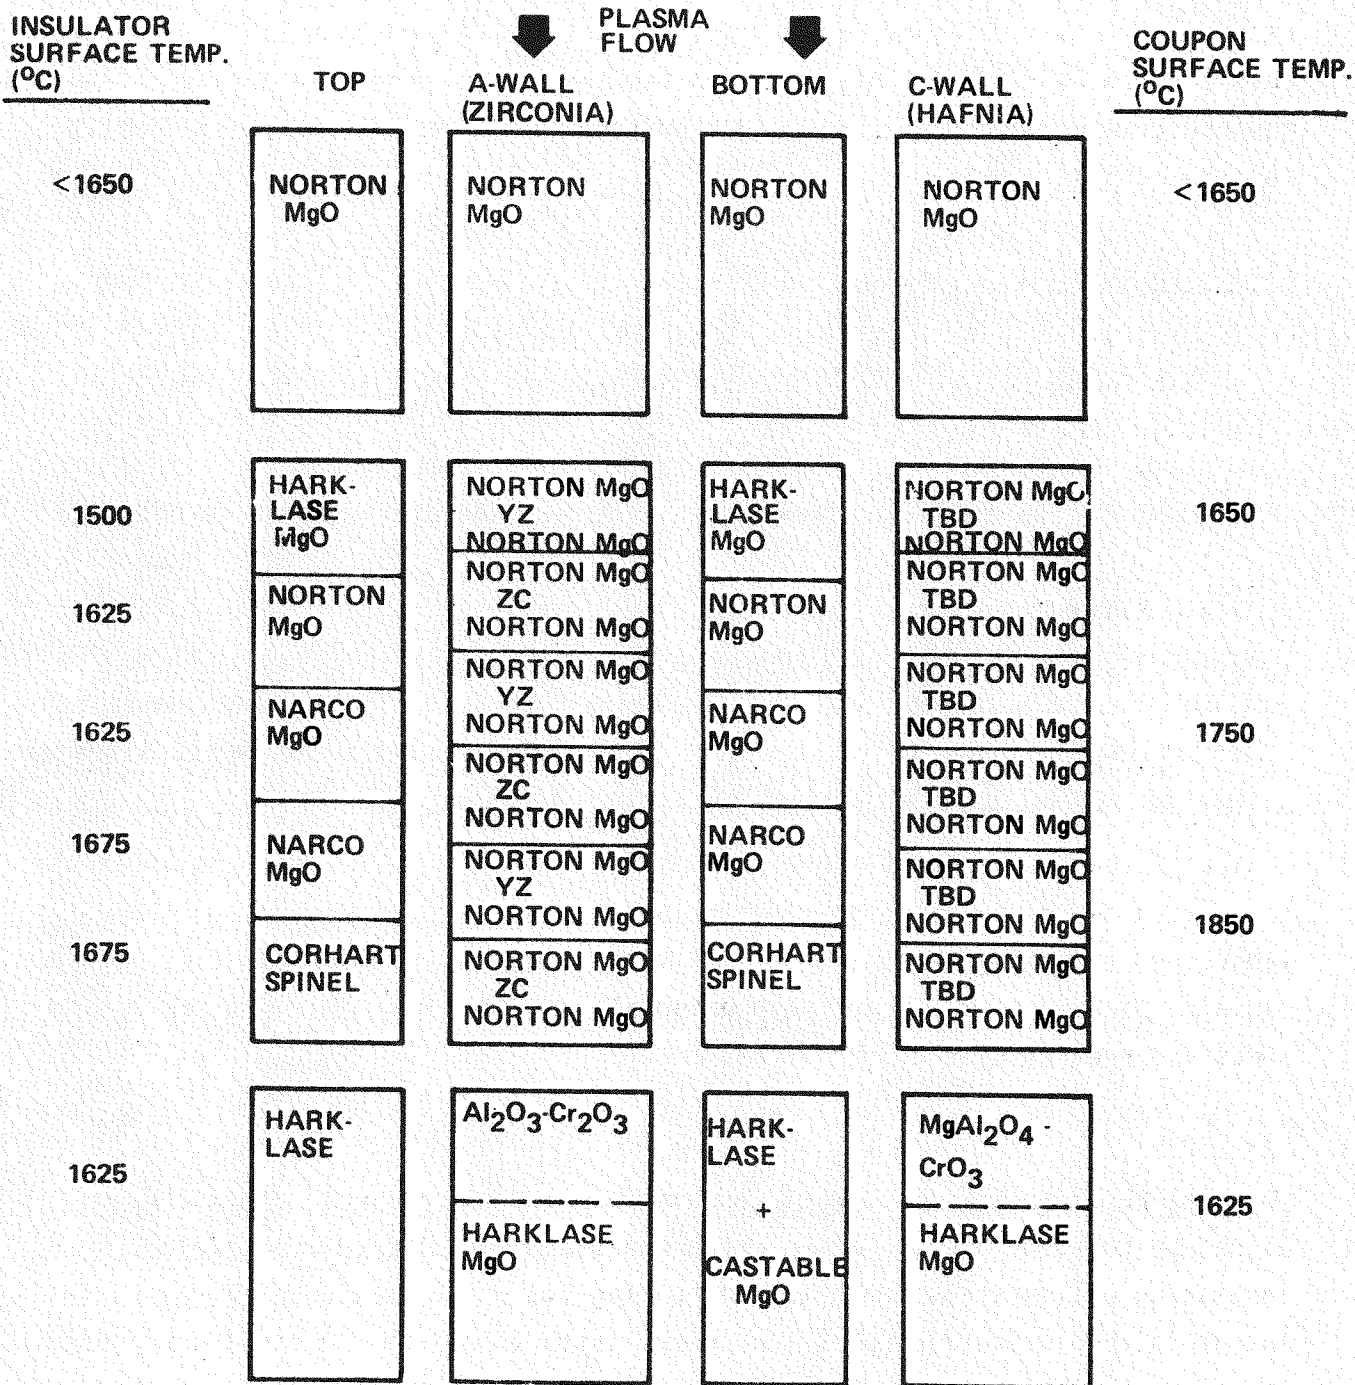 INSULATOR
SURFACE TEMP.
(°C)
TOP
PLASMA
FLOW
A-WALL
(ZIRCONIA)
BOTTOM
C-WALL
(HAFNIA)
COUPON
SURFACE TEMP.
(°C)
<1650
NORTON
MgO
NORTON
MgO
NORTON
MgO
NORTON
MgO
<1650
1500
1625
1625
1675
1675
HARK-
LASE
MgO
NORTON
MgO
NARCO
MgO
NARCO
MgO
CORHART
SPINEL
NORTON MgO
YZ
NORTON MgO
NORTON MgO
ZC
NORTON MgO
NORTON MgO
YZ
NORTON MgO
NORTON MgO
ZC
NORTON MgO
NORTON MgO
YZ
NORTON MgO
NORTON MgO
ZC
NORTON MgO
HARK-
LASE
MgO
NORTON
MgO
NARCO
MgO
NARCO
MgO
CORHART
SPINEL
NORTON MgO
TBD
NORTON MgO
NORTON MgO
TBD
NORTON MgO
NORTON MgO
TBD
NORTON MgO
NORTON MgO
TBD
NORTON MgO
NORTON MgO
TBD
NORTON MgO
NORTON MgO
TBD
NORTON MgO
1650
1750
1850
1625
HARK-
LASE
Al₂O₃-Cr₂O₃
HARKLASE
MgO
HARK-
LASE
+
CASTABLE
MgO
MgAl₂O₄ -
CrO₃
HARKLASE
MgO
1625